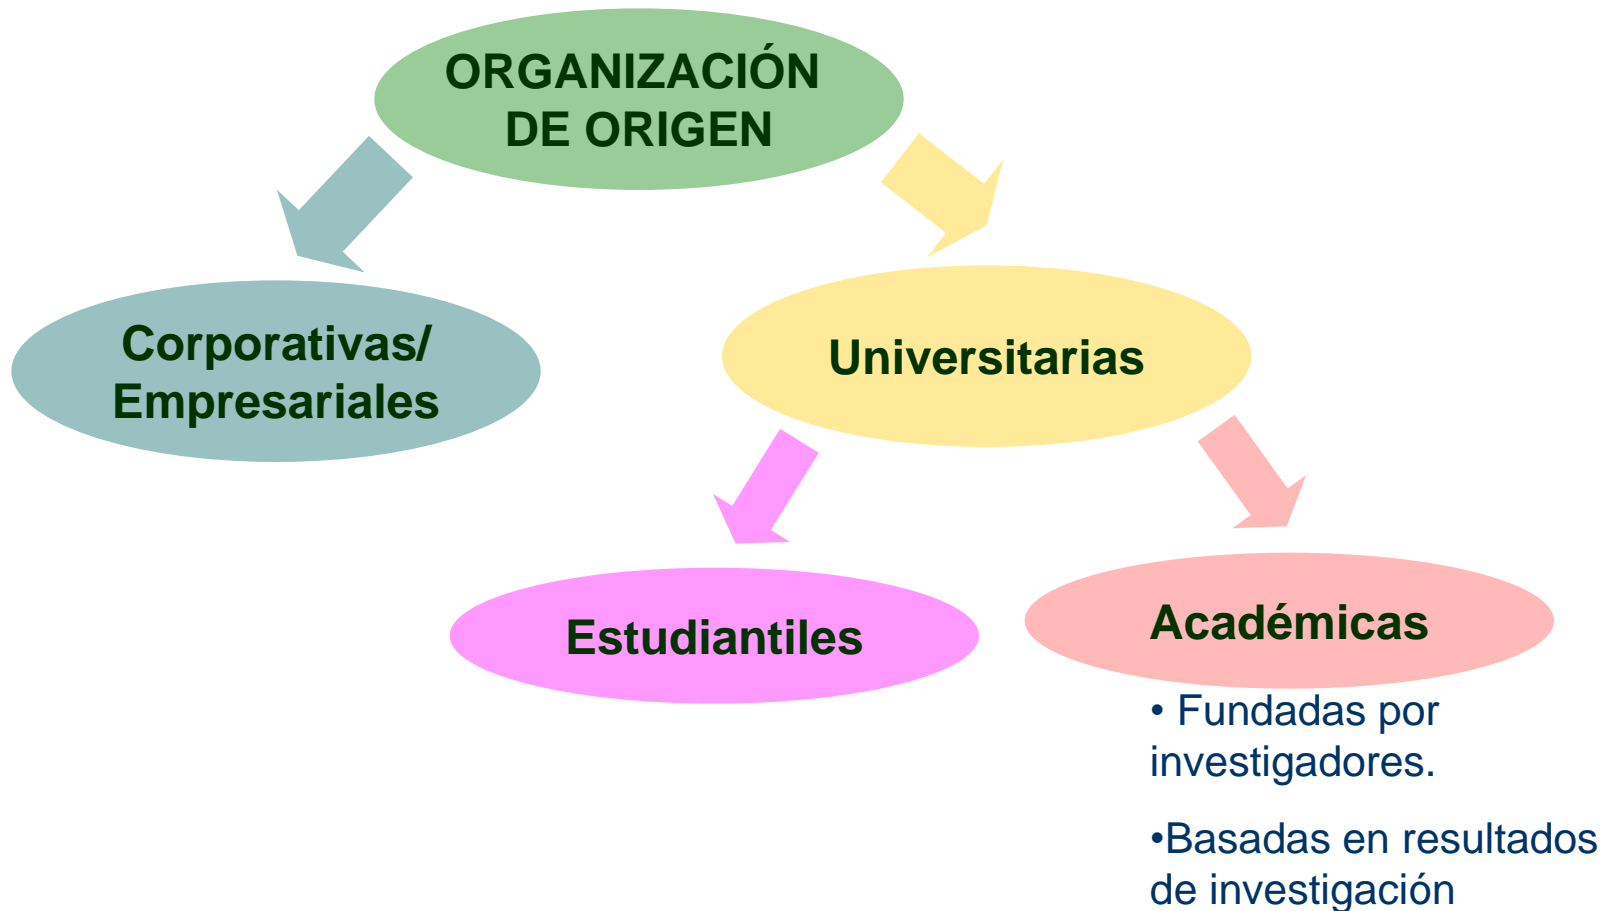 ORGANIZACIÓN
DE ORIGEN
Corporativas/
Empresariales
Universitarias
Estudiantiles
Académicas
• Fundadas por
investigadores.
•Basadas en resultados
de investigación